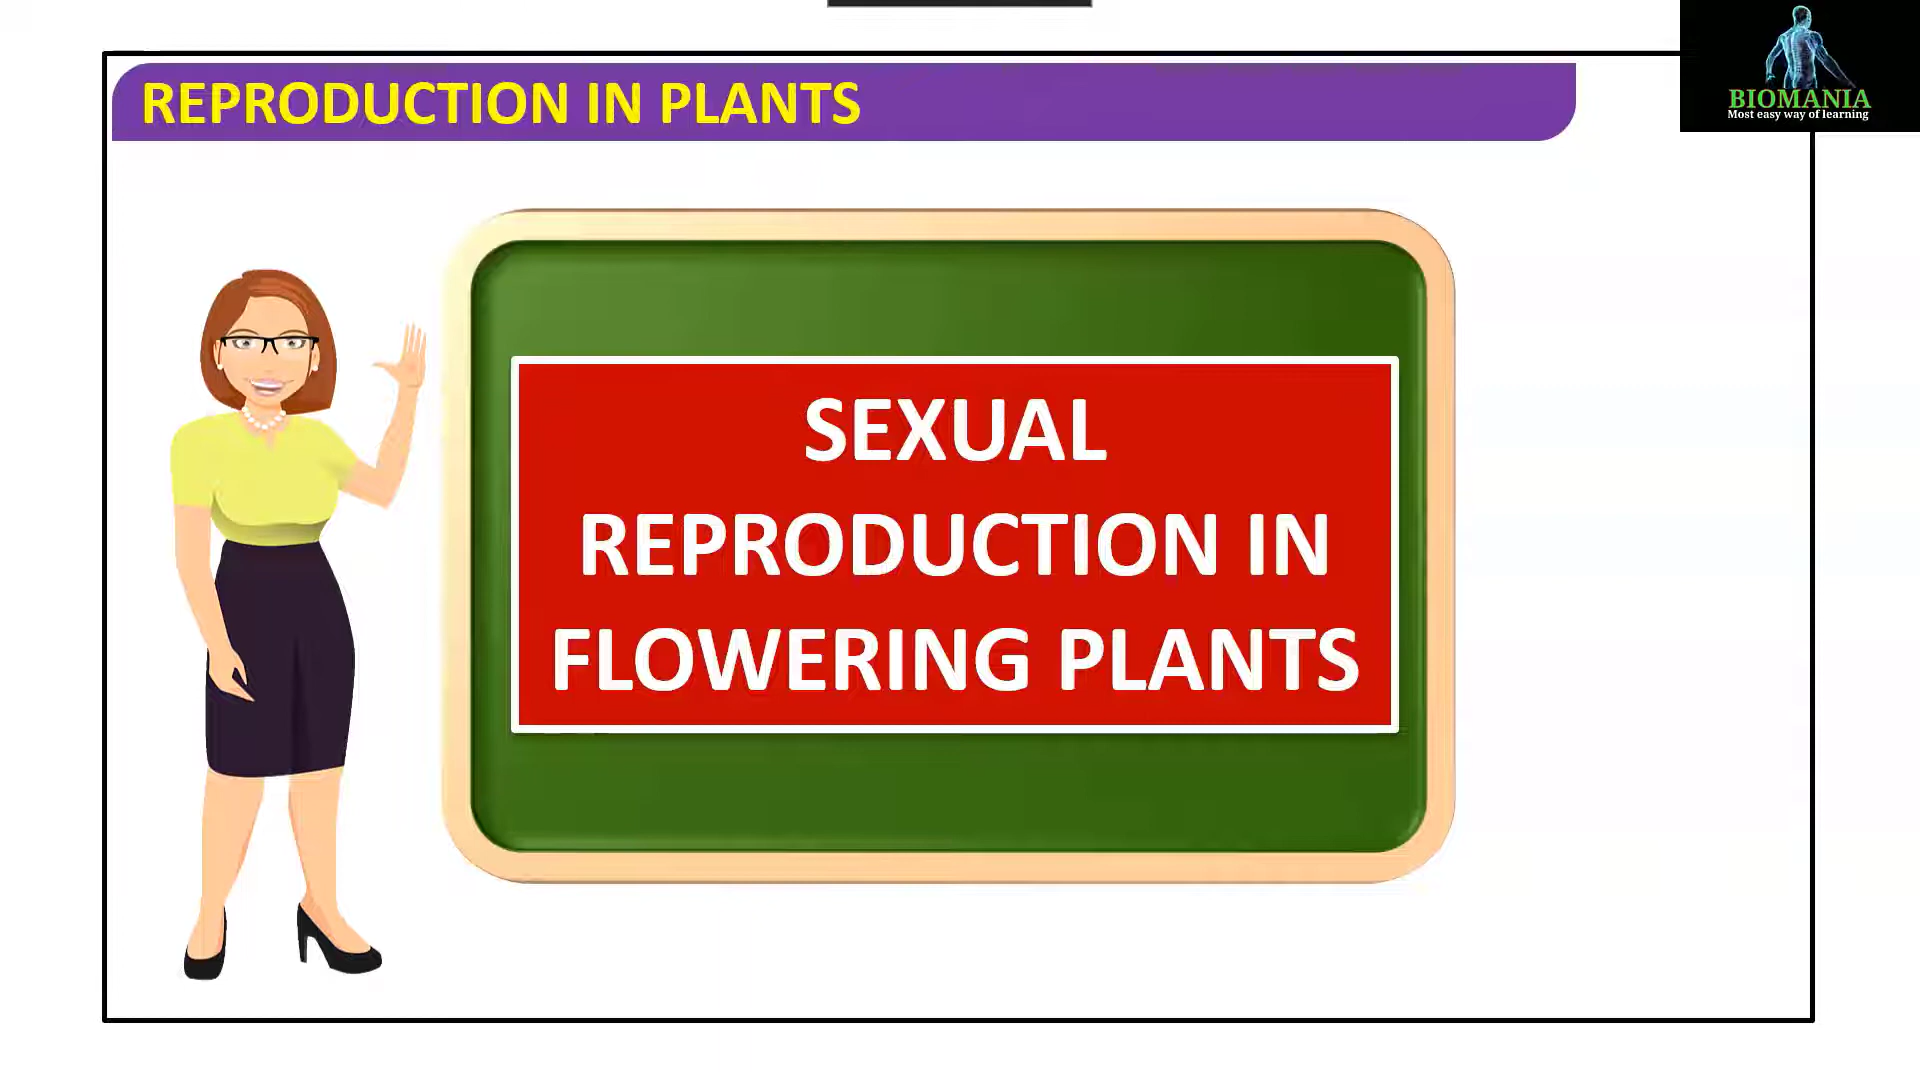 REPRODUCTION IN PLANTS
BIOMANIA
Most easy way of learning
SEXUAL
REPRODUCTION IN
FLOWERING PLANTS